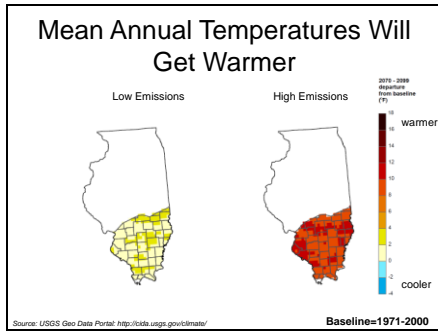 Mean Annual Temperatures Will
Get Warmer
Low Emissions
High Emissions
2070 - 2099
departure
from baseline
(°F)
18
16
14
12
10
8
6
4
2
0
-2
-4
warmer
cooler
Source: USGS Geo Data Portal: http://cida.usgs.gov/climate/
Baseline=1971-2000